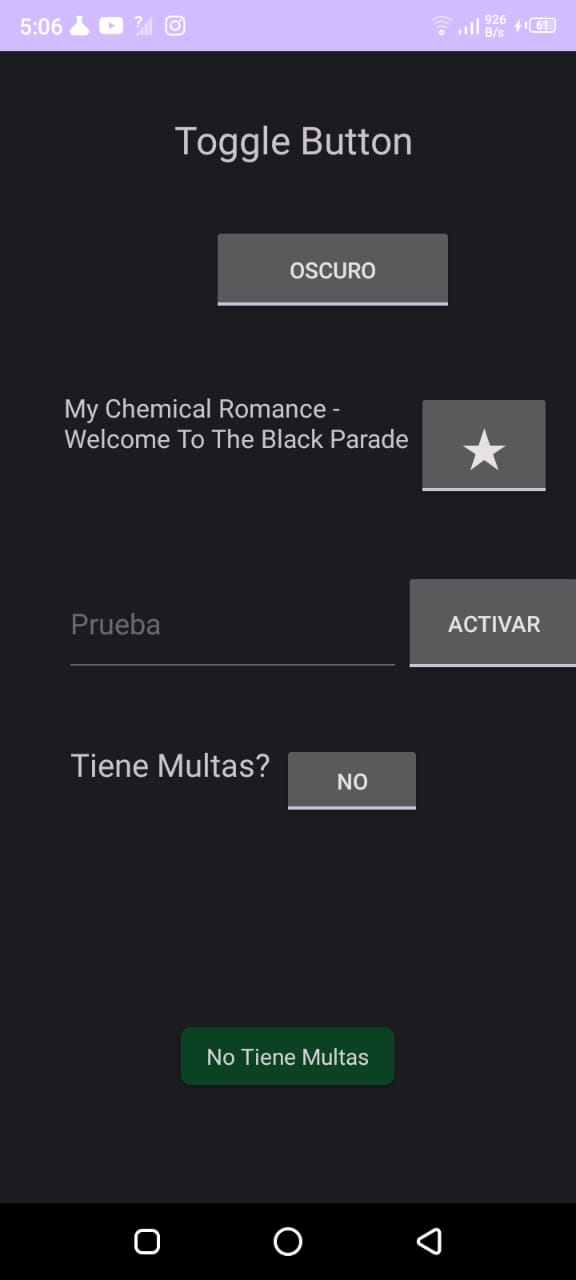 5:06
?
926
B/s
61
Toggle Button
OSCURO
My Chemical Romance -
Welcome To The Black Parade
Prueba
ACTIVAR
Tiene Multas?
NO
No Tiene Multas